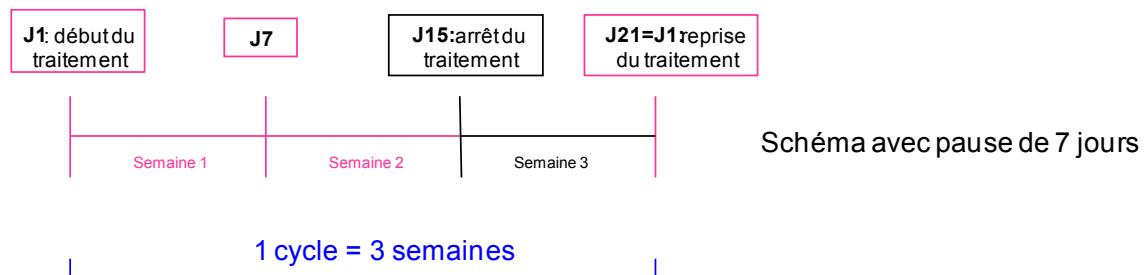 J1: début du
traitement
J7
J15:arrêt du
traitement
J21=J1:reprise
du traitement
Semaine 1
Semaine 2
Semaine 3
Schéma avec pause de 7 jours
1 cycle = 3 semaines